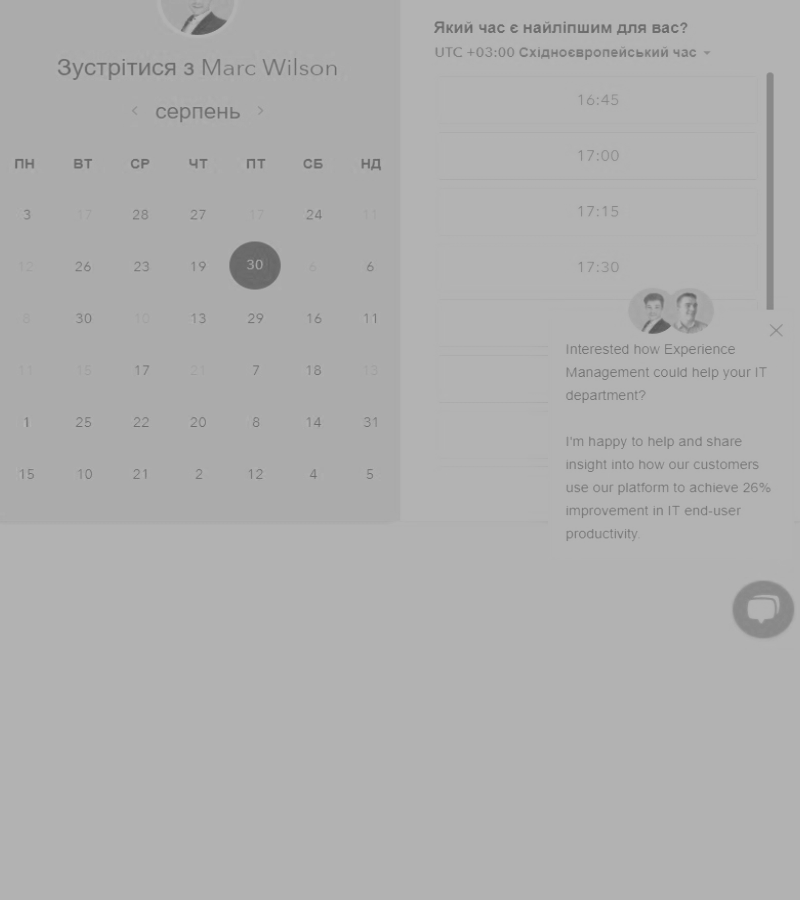 Зустрітися з Marc Wilson
серпень
ПН ВТ СР ЧТ ПТ СБ НД
3 17 28 27 17 24 11
12 26 23 19 30 6 6
8 30 10 13 29 16 11
11 15 17 21 7 18 13
1 25 22 20 8 14 31
15 10 21 2 12 4 5
Який час є найліпшим для вас?
UTC +03:00 Східноєвропейський час
16:45
17:00
17:15
17:30
Interested how Experience
Management could help your IT
department?
I'm happy to help and share
insight into how our customers
use our platform to achieve 26%
improvement in IT end-user
productivity.